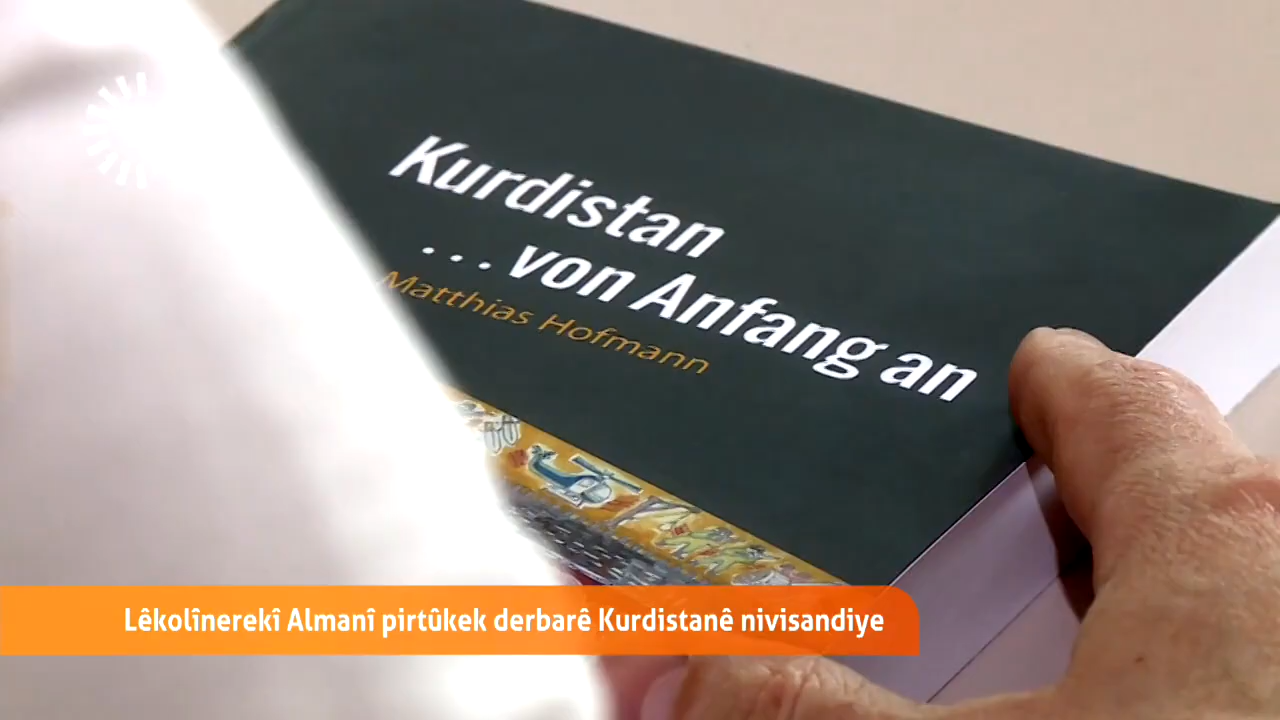 Kurdistan
. . . von Anfang an
Matthias Hofmann
Lêkolînerekî Almanî pirtûkek derbarê Kurdistanê nivisandiye